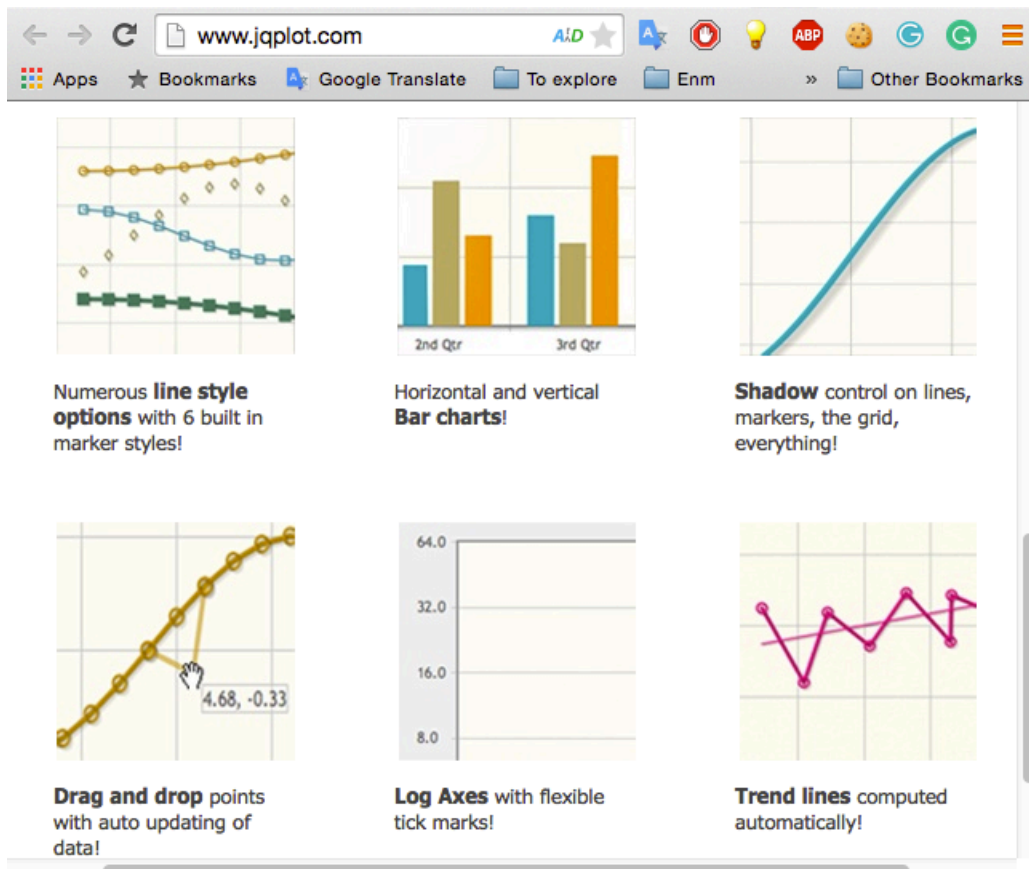 www.jqplot.com
A!D
ABP
Apps Bookmarks Google Translate To explore Enm » Other Bookmarks
2nd Qtr 3rd Qtr
Numerous line style
options with 6 built in
marker styles!
Horizontal and vertical
Bar charts!
Shadow control on lines,
markers, the grid,
everything!
4.68, -0.33
64.0
32.0
16.0
8.0
Drag and drop points
with auto updating of
data!
Log Axes with flexible
tick marks!
Trend lines computed
automatically!